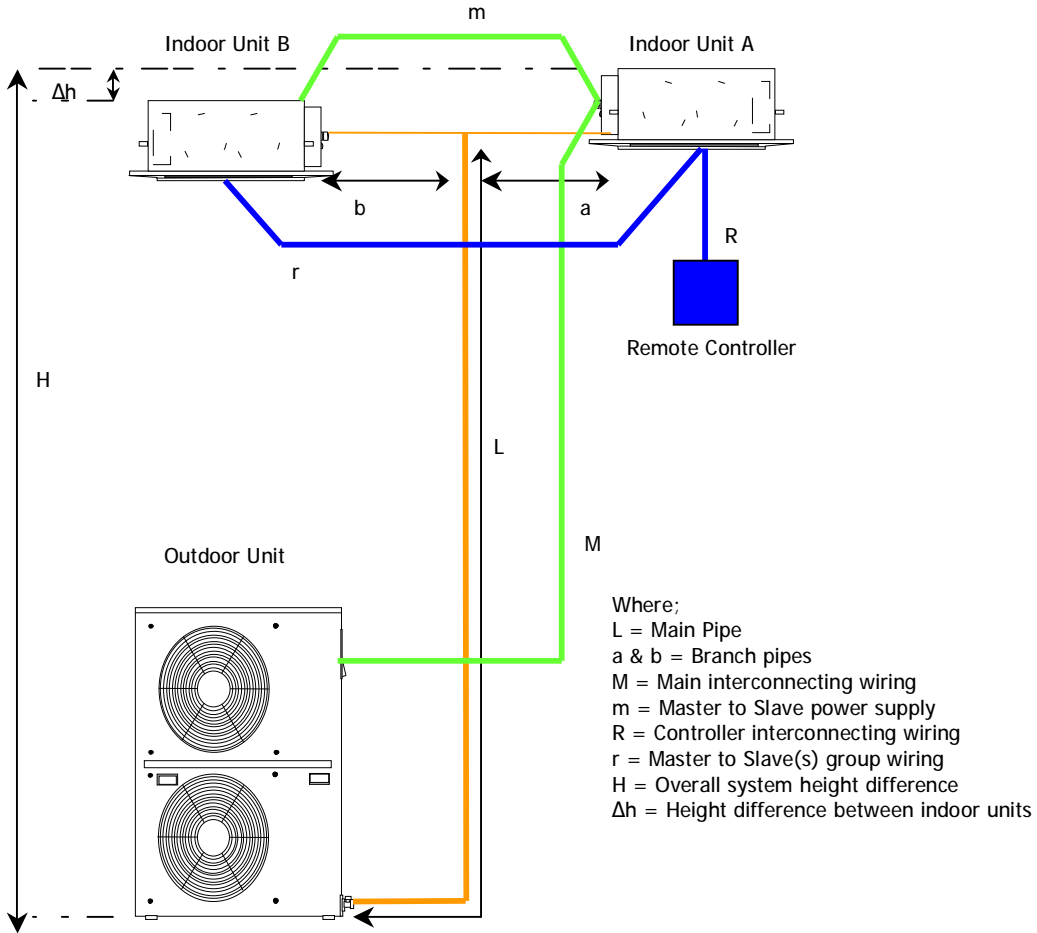 m
Indoor Unit B
Indoor Unit A
Δh
b
a
R
r
Remote Controller
H
L
M
Outdoor Unit
Where;
L = Main Pipe
a & b = Branch pipes
M = Main interconnecting wiring
m = Master to Slave power supply
R = Controller interconnecting wiring
r = Master to Slave(s) group wiring
H = Overall system height difference
Δh = Height difference between indoor units